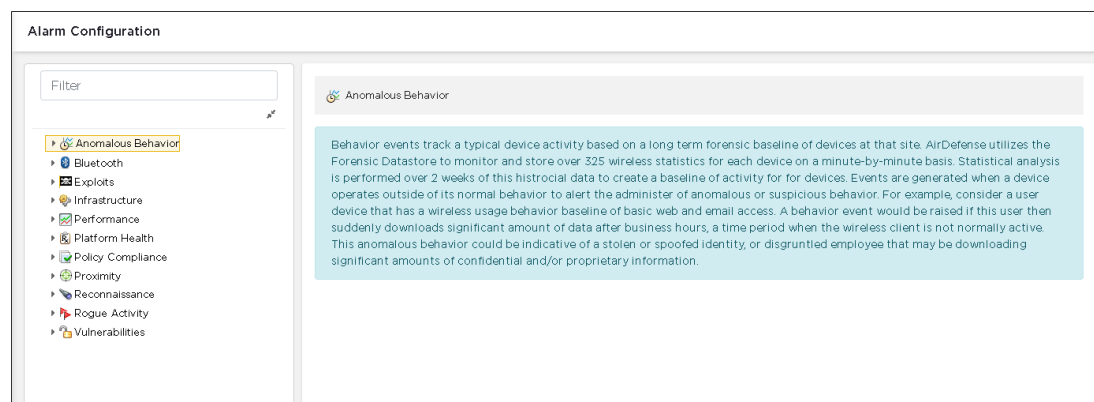 Alarm Configuration
Filter
Anomalous Behavior
Bluetooth
Exploits
Infrastructure
Performance
Platform Health
Policy Compliance
Proximity
Reconnaissance
Rogue Activity
Vulnerabilities
Anomalous Behavior
Behavior events track a typical device activity based on a long term forensic baseline of devices at that site. AirDefense utilizes the
Forensic Datastore to monitor and store over 325 wireless statistics for each device on a minute-by-minute basis. Statistical analysis
is performed over 2 weeks of this histrocial data to create a baseline of activity for for devices. Events are generated when a device
operates outside of its normal behavior to alert the administer of anomalous or suspicious behavior. For example, consider a user
device that has a wireless usage behavior baseline of basic web and email access. A behavior event would be raised if this user then
suddenly downloads significant amount of data after business hours, a time period when the wireless client is not normally active.
This anomalous behavior could be indicative of a stolen or spoofed identity, or disgruntled employee that may be downloading
significant amounts of confidential and/or proprietary information.